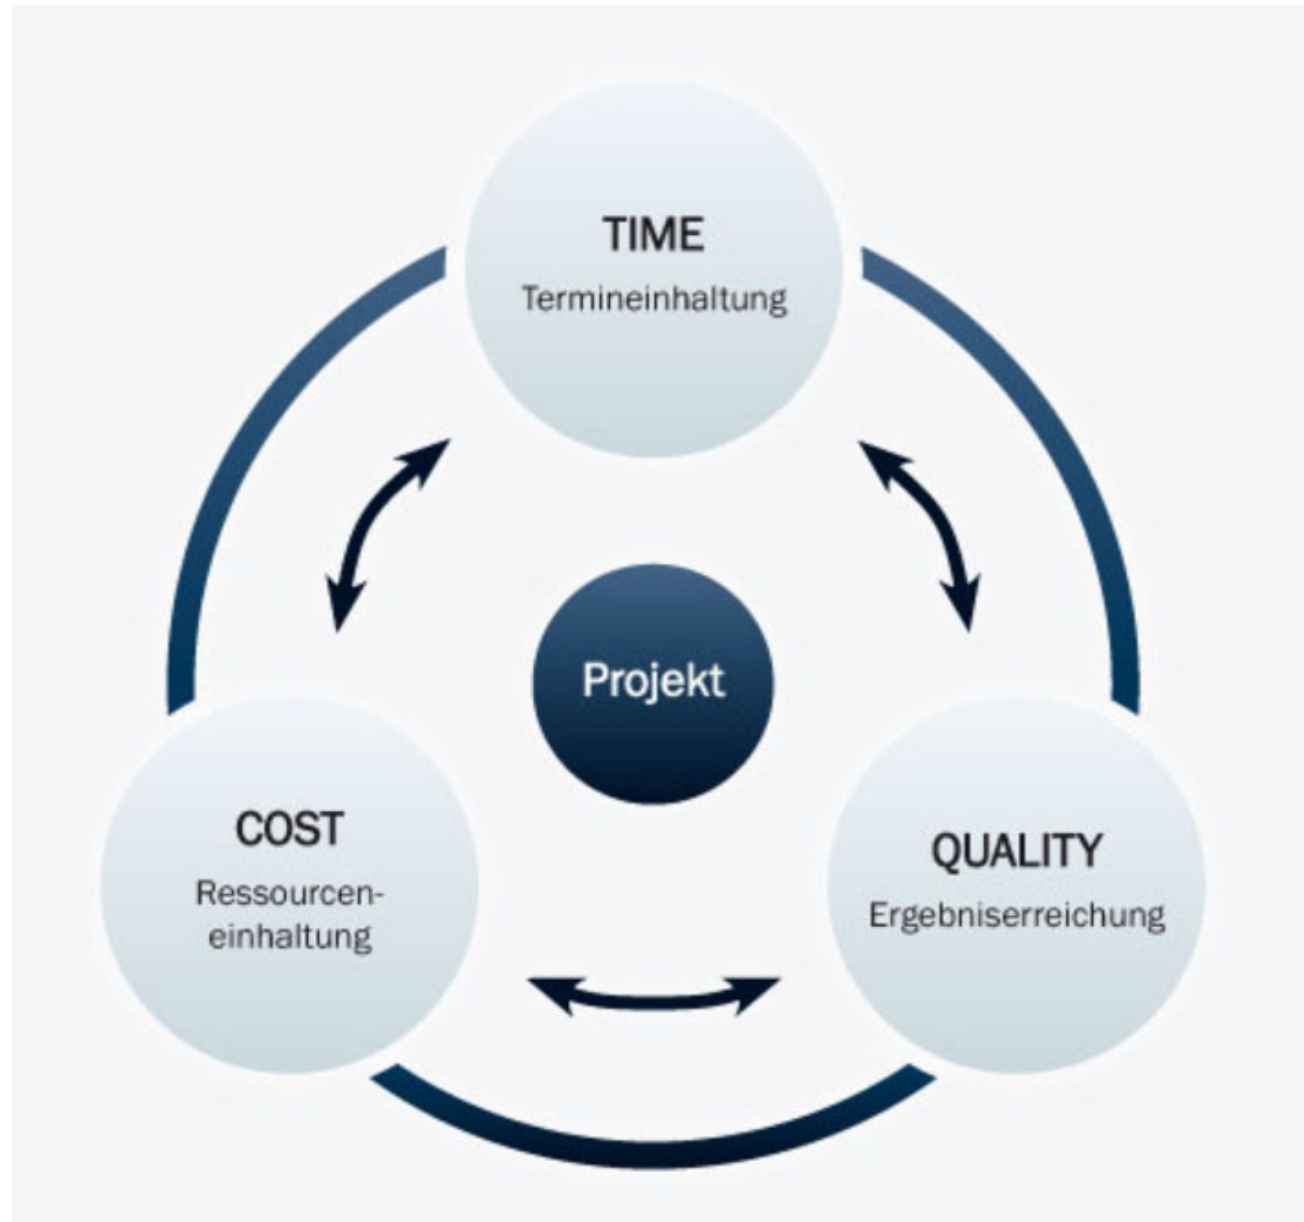 TIME
Termineinhaltung
Projekt
COST
Ressourcen-
einhaltung
QUALITY
Ergebniserreichung